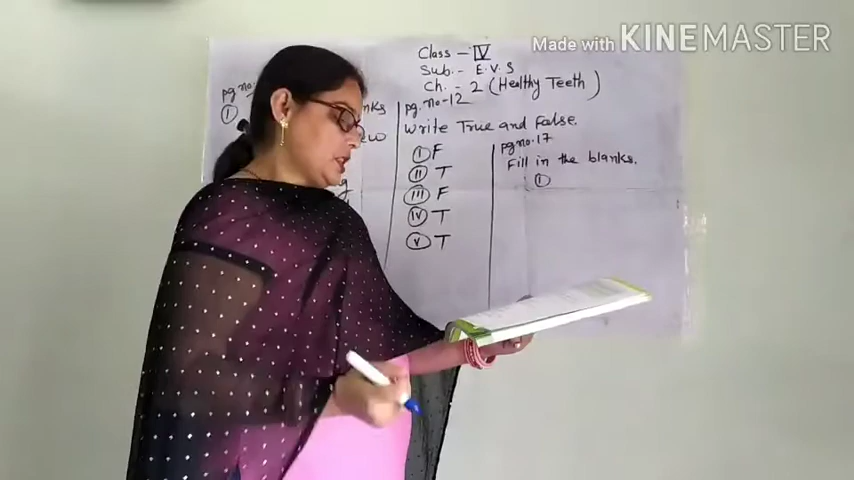 Made with KINEMASTER
Class - IV
Sub. - E.V.S
Ch. - 2 (Healthy Teeth)
pg no.
I
pg.no-12
Write True and False.
I F
II T
III F
IV T
V T
pg no. 17
Fill in the blanks.
I